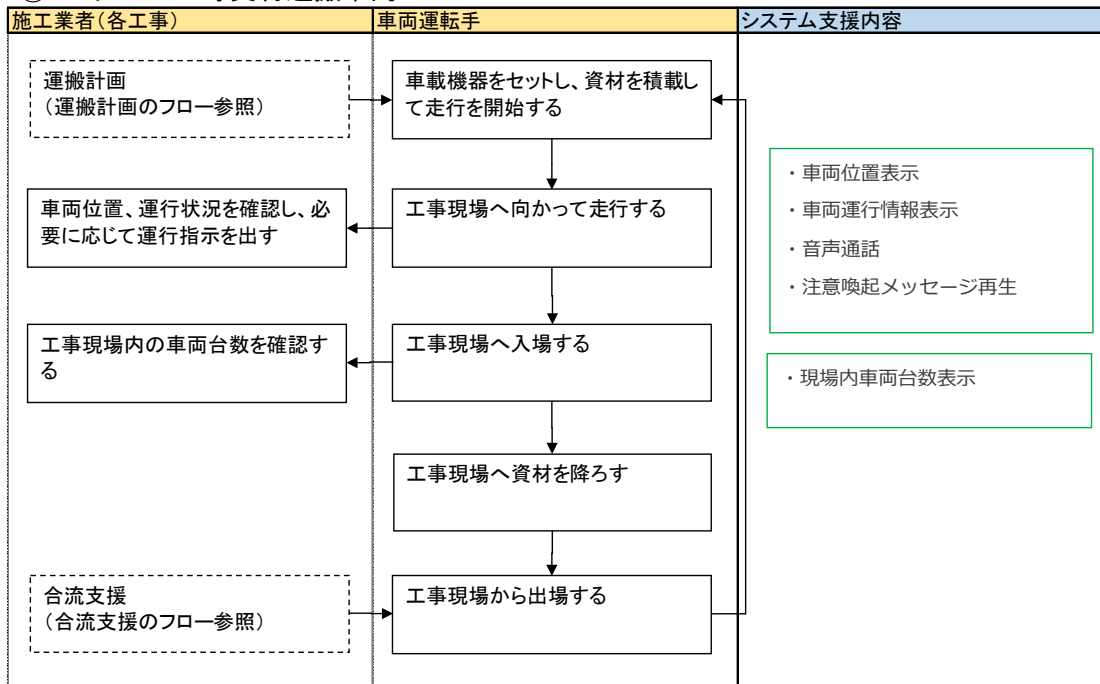 施工業者（各工事）
車両運転手
システム支援内容
運搬計画
（運搬計画のフロー参照）
車載機器をセットし、資材を積載し
て走行を開始する
車両位置、運行状況を確認し、必
要に応じて運行指示を出す
工事現場へ向かって走行する
・車両位置表示
・車両運行情報表示
・音声通話
・注意喚起メッセージ再生
工事現場内の車両台数を確認す
る
工事現場へ入場する
・現場内車両台数表示
工事現場へ資材を降ろす
合流支援
（合流支援のフロー参照）
工事現場から出場する